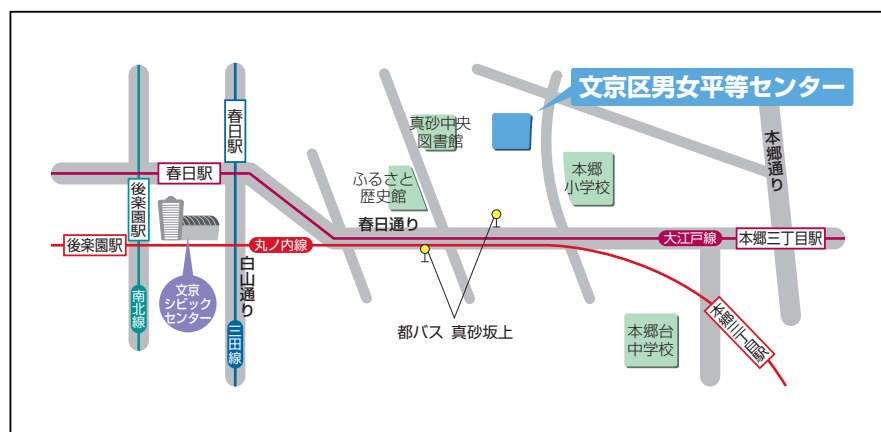 文京区男女平等センター
真砂中央
図書館
本郷
小学校
ふるさと
歴史館
本郷通り
春日駅
春日駅
後楽園駅
春日通り
後楽園駅
丸ノ内線
大江戸線
本郷三丁目駅
白山通り
文京
シビック
センター
南北線
三田線
都バス 真砂坂上
本郷台
中学校
本郷三丁目駅